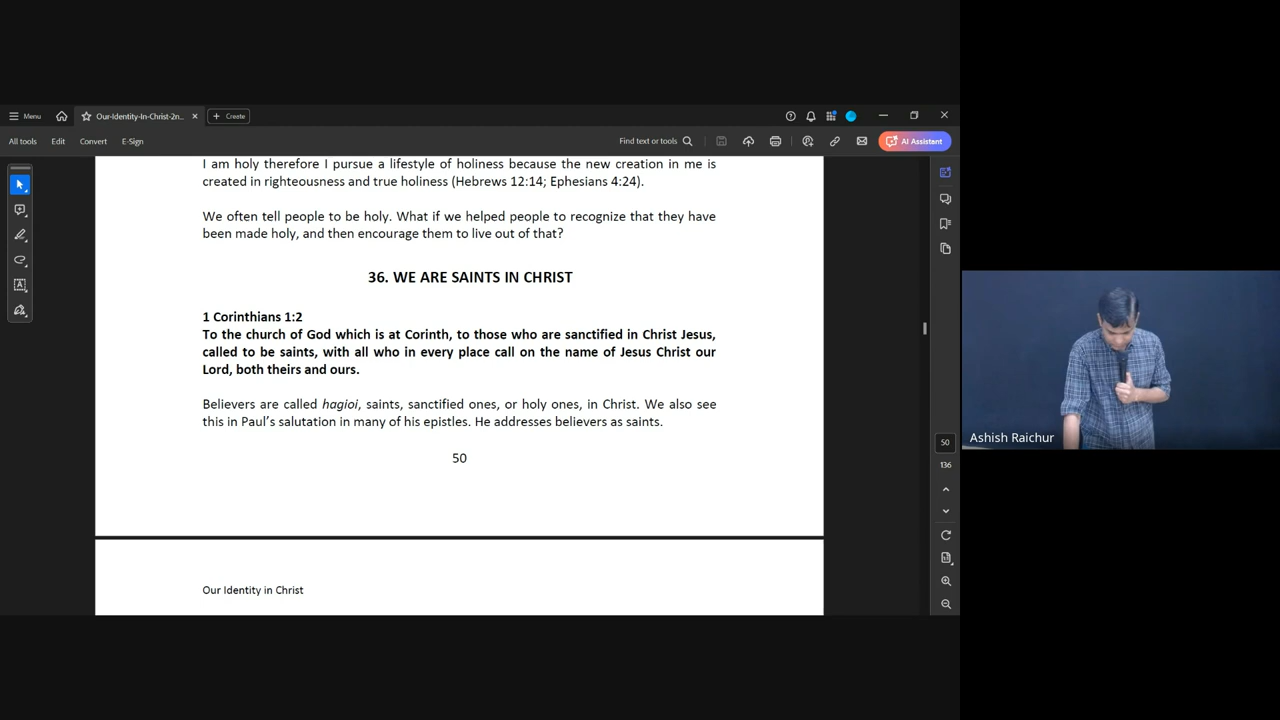 Menu
Our-Identity-In-Christ-2n...
Create
All tools
Edit
Convert
E-Sign
Find text or tools
AI Assistant
I am holy therefore I pursue a lifestyle of holiness because the new creation in me is
created in righteousness and true holiness (Hebrews 12:14; Ephesians 4:24).
We often tell people to be holy. What if we helped people to recognize that they have
been made holy, and then encourage them to live out of that?
36. WE ARE SAINTS IN CHRIST
1 Corinthians 1:2
To the church of God which is at Corinth, to those who are sanctified in Christ Jesus,
called to be saints, with all who in every place call on the name of Jesus Christ our
Lord, both theirs and ours.
Believers are called hagioi, saints, sanctified ones, or holy ones, in Christ. We also see
this in Paul's salutation in many of his epistles. He addresses believers as saints.
50
Our Identity in Christ
50
136
Ashish Raichur